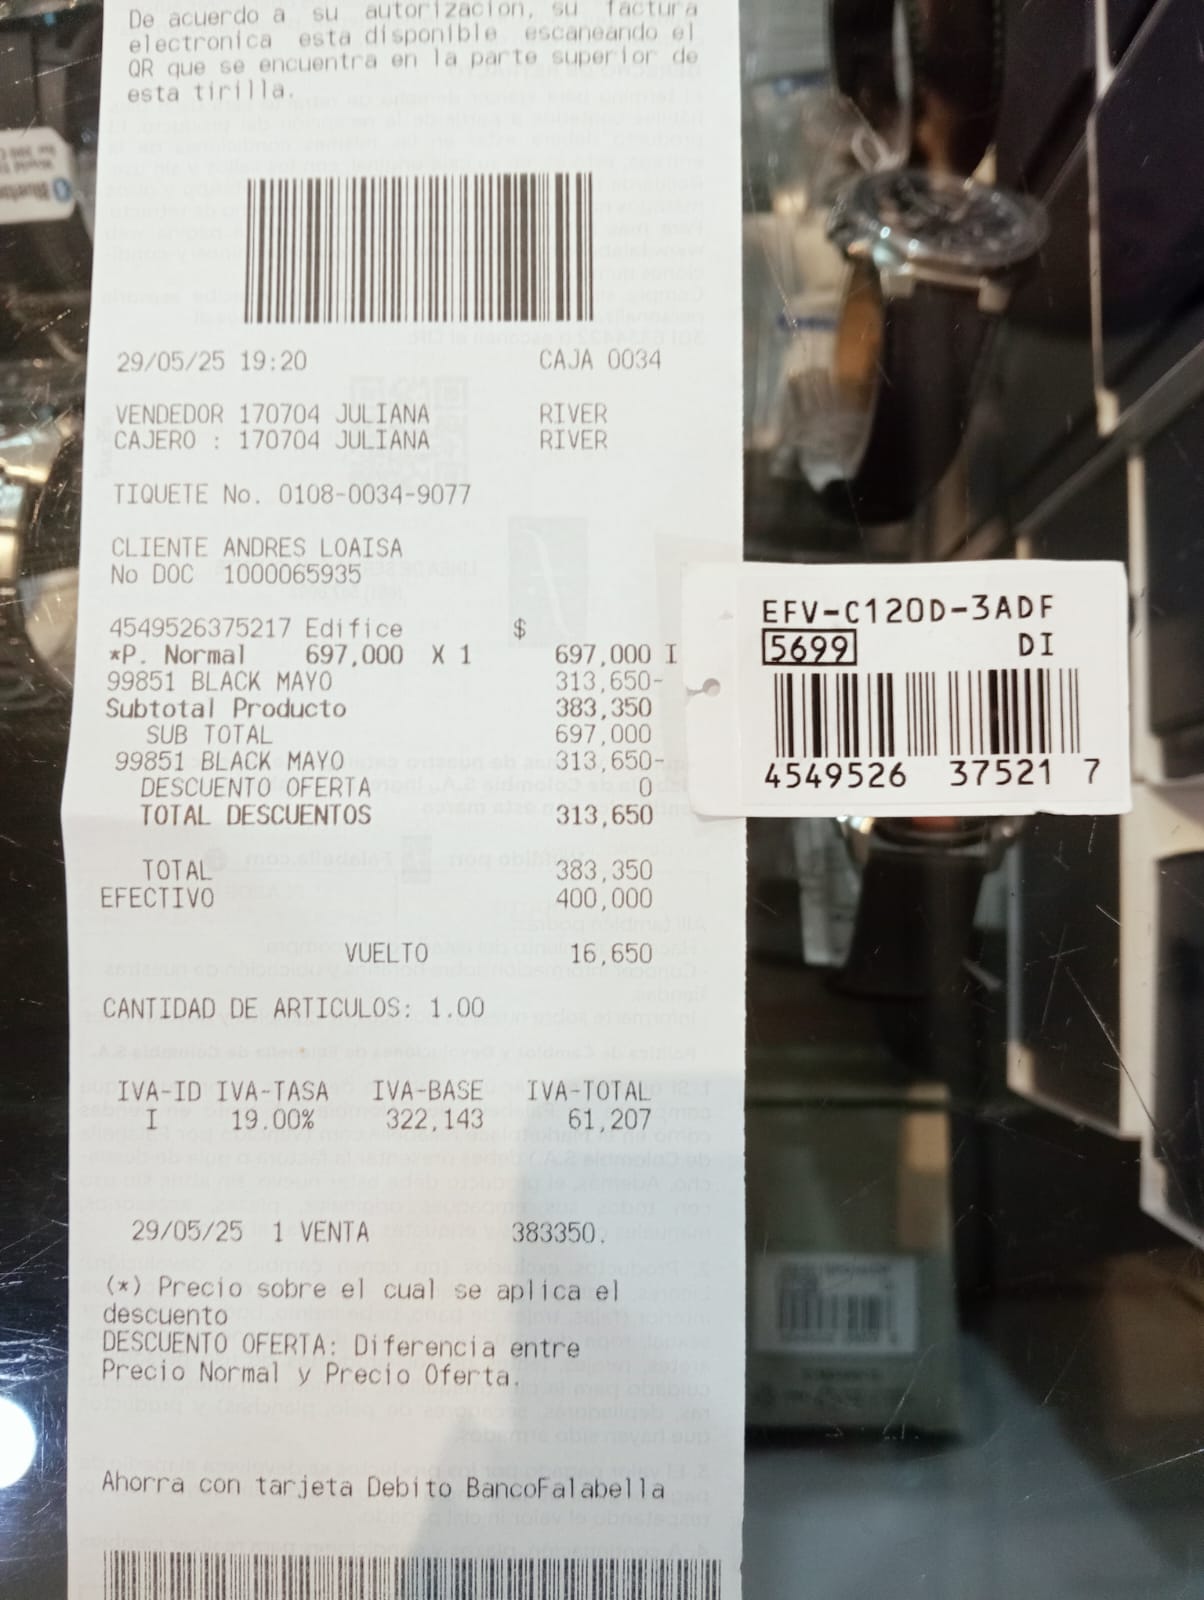 De acuerdo a su autorizacion, su factura
electronica esta disponible escaneando el
QR que se encuentra en la parte superior de
esta tirilla.
29/05/25 19:20 CAJA 0034
VENDEDOR 170704 JULIANA RIVER
CAJERO : 170704 JULIANA RIVER
TIQUETE No. 0108-0034-9077
CLIENTE ANDRES LOAISA
No DOC 1000065935
4549526375217 Edifice $
*P. Normal 697,000 X 1 697,000 I
99851 BLACK MAYO 313,650-
Subtotal Producto 383,350
SUB TOTAL 697,000
99851 BLACK MAYO 313,650-
DESCUENTO OFERTA 0
TOTAL DESCUENTOS 313,650
TOTAL 383,350
EFECTIVO 400,000
VUELTO 16,650
CANTIDAD DE ARTICULOS: 1.00
IVA-ID IVA-TASA IVA-BASE IVA-TOTAL
I 19.00% 322,143 61,207
29/05/25 1 VENTA 383350.
(*) Precio sobre el cual se aplica el
descuento
DESCUENTO OFERTA: Diferencia entre
Precio Normal y Precio Oferta.
Ahorra con tarjeta Debito BancoFalabella
EFV-C120D-3ADF
5699 DI
4549526 37521 7